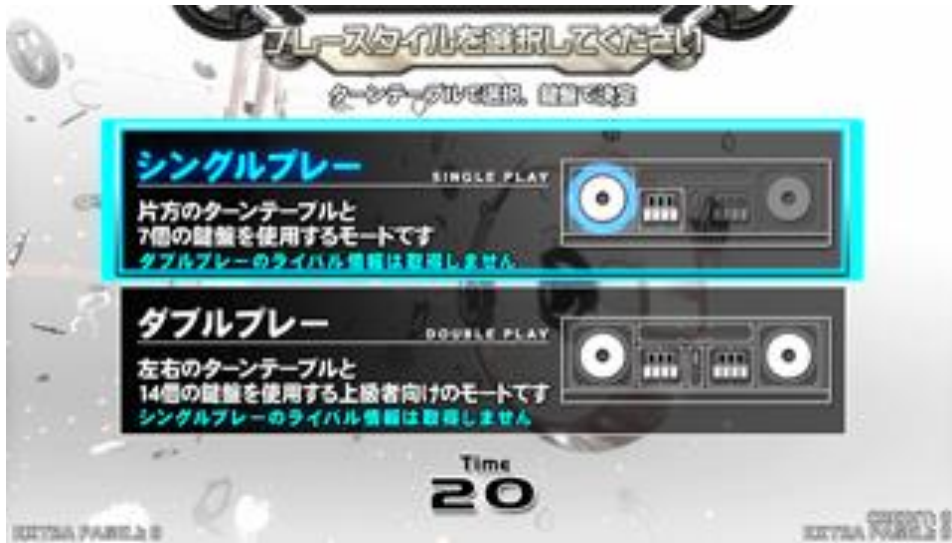 プレースタイルを選択してください
ターンテーブルで選択、鍵盤で決定
シングルプレー
SINGLE PLAY
片方のターンテーブルと
7個の鍵盤を使用するモードです
ダブルプレーのライバル情報は取得しません
ダブルプレー
DOUBLE PLAY
左右のターンテーブルと
14個の鍵盤を使用する上級者向けのモードです
シングルプレーのライバル情報は取得しません
Time
20